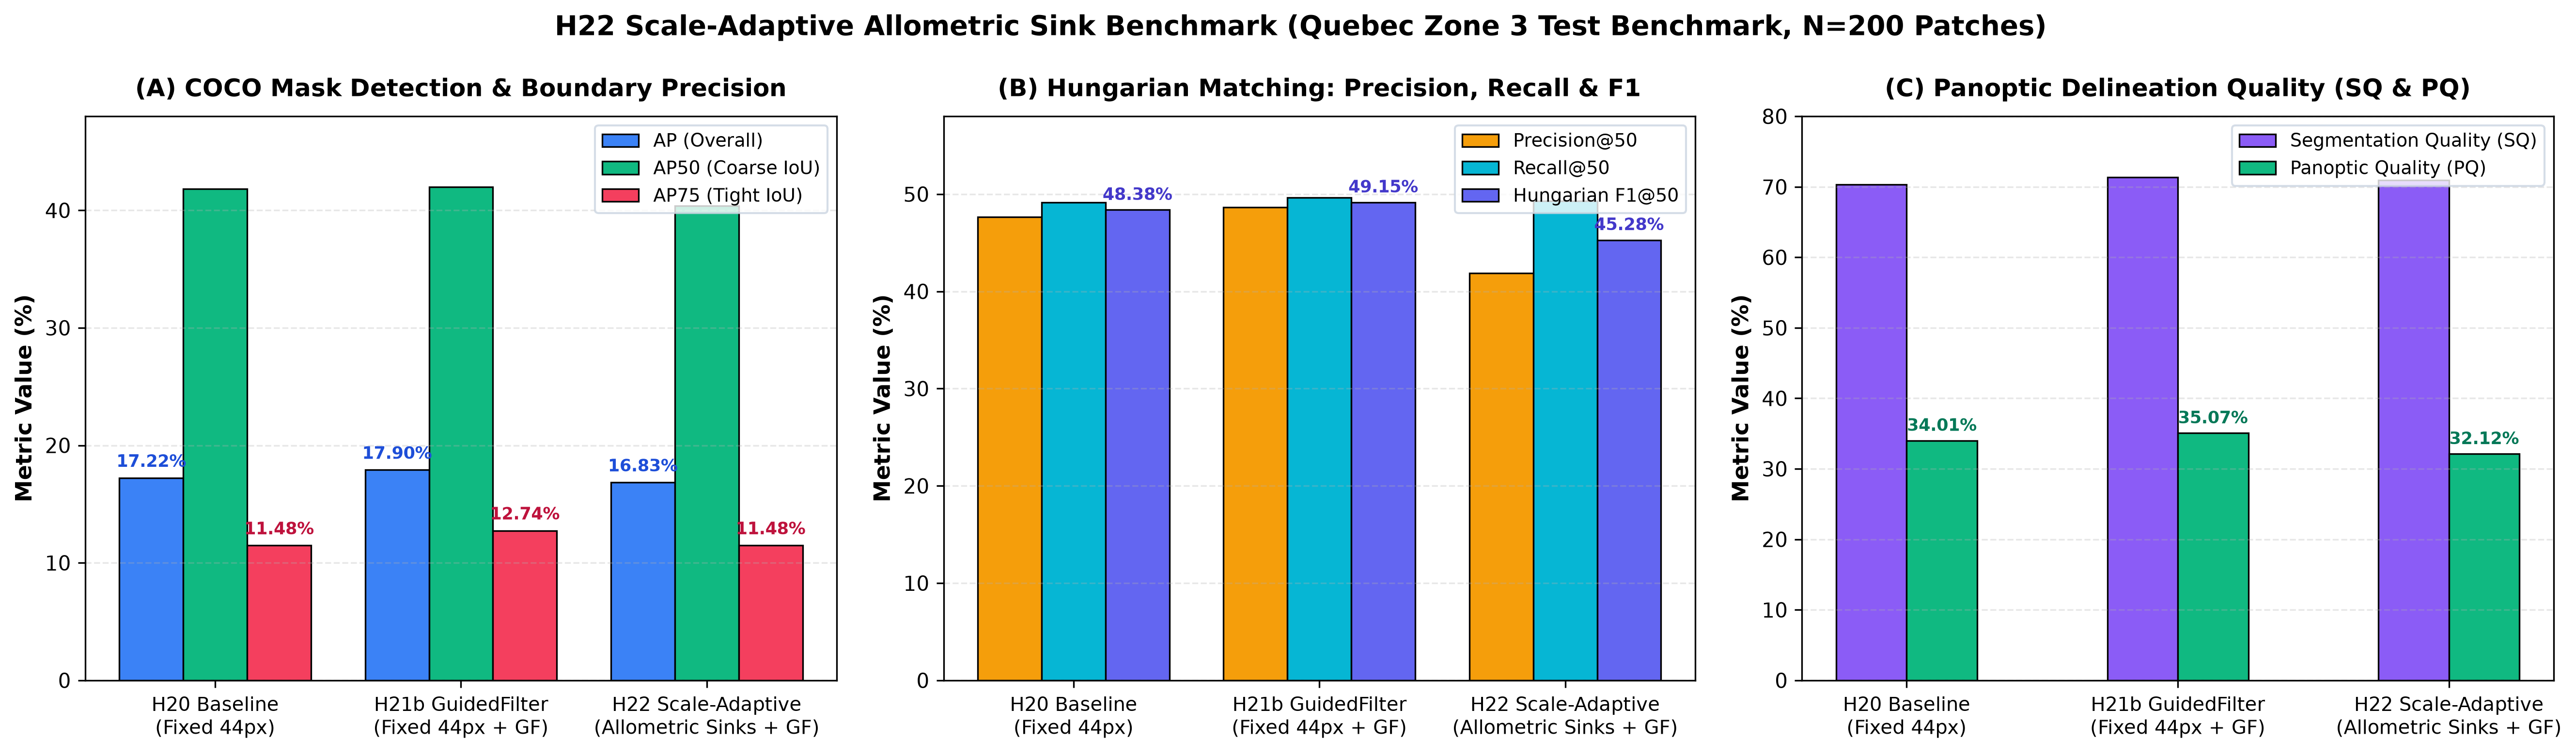 H22 Scale-Adaptive Allometric Sink Benchmark (Quebec Zone 3 Test Benchmark, N=200 Patches)
(A) COCO Mask Detection & Boundary Precision
Metric Value (%)
0
10
20
30
40
AP (Overall)
AP50 (Coarse IoU)
AP75 (Tight IoU)
17.22%
11.48%
17.90%
12.74%
16.83%
11.48%
H20 Baseline
(Fixed 44px)
H21b GuidedFilter
(Fixed 44px + GF)
H22 Scale-Adaptive
(Allometric Sinks + GF)
(B) Hungarian Matching: Precision, Recall & F1
Metric Value (%)
0
10
20
30
40
50
Precision@50
Recall@50
Hungarian F1@50
48.38%
49.15%
45.28%
H20 Baseline
(Fixed 44px)
H21b GuidedFilter
(Fixed 44px + GF)
H22 Scale-Adaptive
(Allometric Sinks + GF)
(C) Panoptic Delineation Quality (SQ & PQ)
Metric Value (%)
0
10
20
30
40
50
60
70
80
Segmentation Quality (SQ)
Panoptic Quality (PQ)
34.01%
35.07%
32.12%
H20 Baseline
(Fixed 44px)
H21b GuidedFilter
(Fixed 44px + GF)
H22 Scale-Adaptive
(Allometric Sinks + GF)